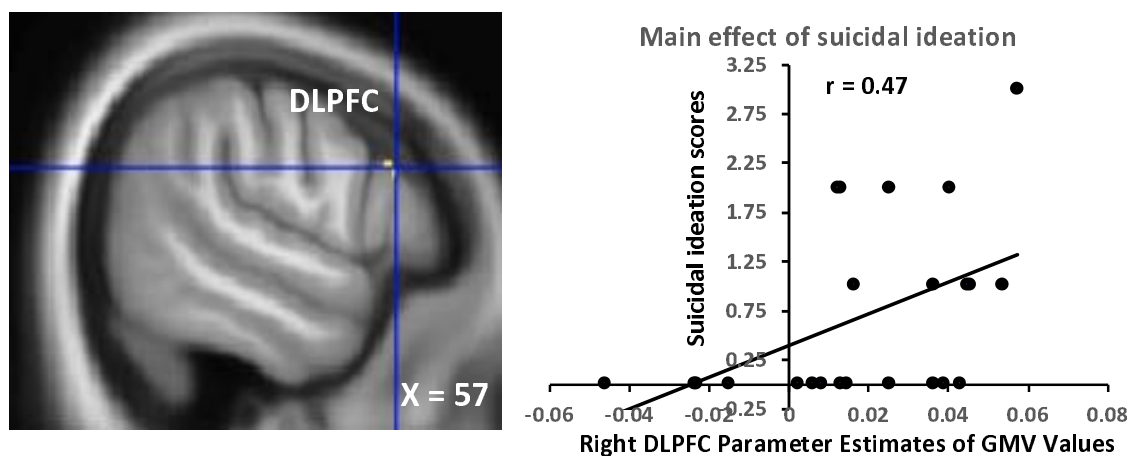 DLPFC
X = 57
Main effect of suicidal ideation
r = 0.47
Suicidal ideation scores
3.25
2.75
2.25
1.75
1.25
0.75
0.25
-0.25
-0.06
-0.04
-0.02
0
0.02
0.04
0.06
0.08
Right DLPFC Parameter Estimates of GMV Values